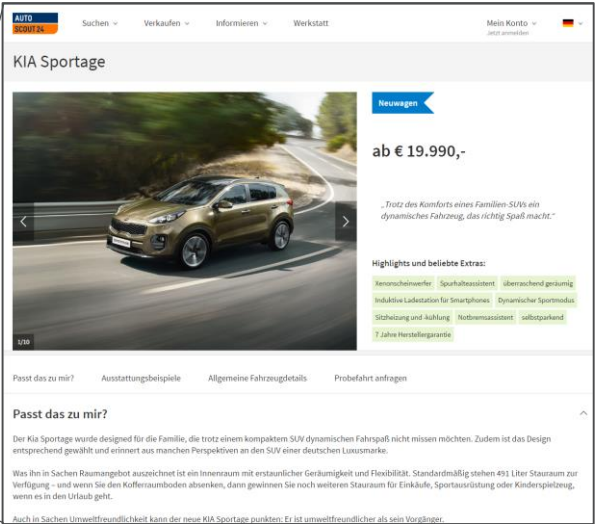 AUTO
SCOUT24
Suchen
Verkaufen
Informieren
Werkstatt
Mein Konto
Jetzt anmelden
KIA Sportage
Neuwagen
ab € 19.990,-
„Trotz des Komforts eines Familien-SUVs ein
dynamisches Fahrzeug, das richtig Spaß macht.“
Highlights und beliebte Extras:
Xenonscheinwerfer Spurhalteassistent überraschend geräumig
Induktive Ladestation für Smartphones Dynamischer Sportmodus
Sitzheizung und -kühlung Notbremsassistent selbstparkend
7 Jahre Herstellergarantie
1/10
Passt das zu mir? Ausstattungsbeispiele Allgemeine Fahrzeugdetails Probefahrt anfragen
Passt das zu mir?
Der Kia Sportage wurde designed für die Familie, die trotz einem kompaktem SUV dynamischen Fahrspaß nicht missen möchten. Zudem ist das Design
entsprechend gewählt und erinnert aus manchen Perspektiven an den SUV einer deutschen Luxusmarke.
Was ihn in Sachen Raumangebot auszeichnet ist ein Innenraum mit erstaunlicher Geräumigkeit und Flexibilität. Standardmäßig stehen 491 Liter Stauraum zur
Verfügung – und wenn Sie den Kofferraumboden absenken, dann gewinnen Sie noch weiteren Stauraum für Einkäufe, Sportausrüstung oder Kinderspielzeug,
wenn es in den Urlaub geht.
Auch in Sachen Umweltfreundlichkeit kann der neue KIA Sportage punkten: Er ist umweltfreundlicher als sein Vorgänger.